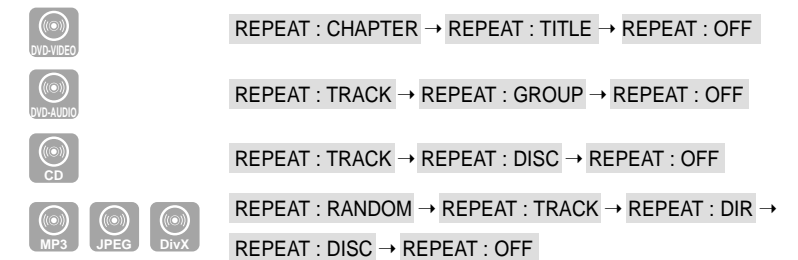 DVD-VIDEO REPEAT : CHAPTER ➝ REPEAT : TITLE ➝ REPEAT : OFF
DVD-AUDIO REPEAT : TRACK ➝ REPEAT : GROUP ➝ REPEAT : OFF
CD REPEAT : TRACK ➝ REPEAT : DISC ➝ REPEAT : OFF
MP3 JPEG DivX REPEAT : RANDOM ➝ REPEAT : TRACK ➝ REPEAT : DIR ➝
REPEAT : DISC ➝ REPEAT : OFF